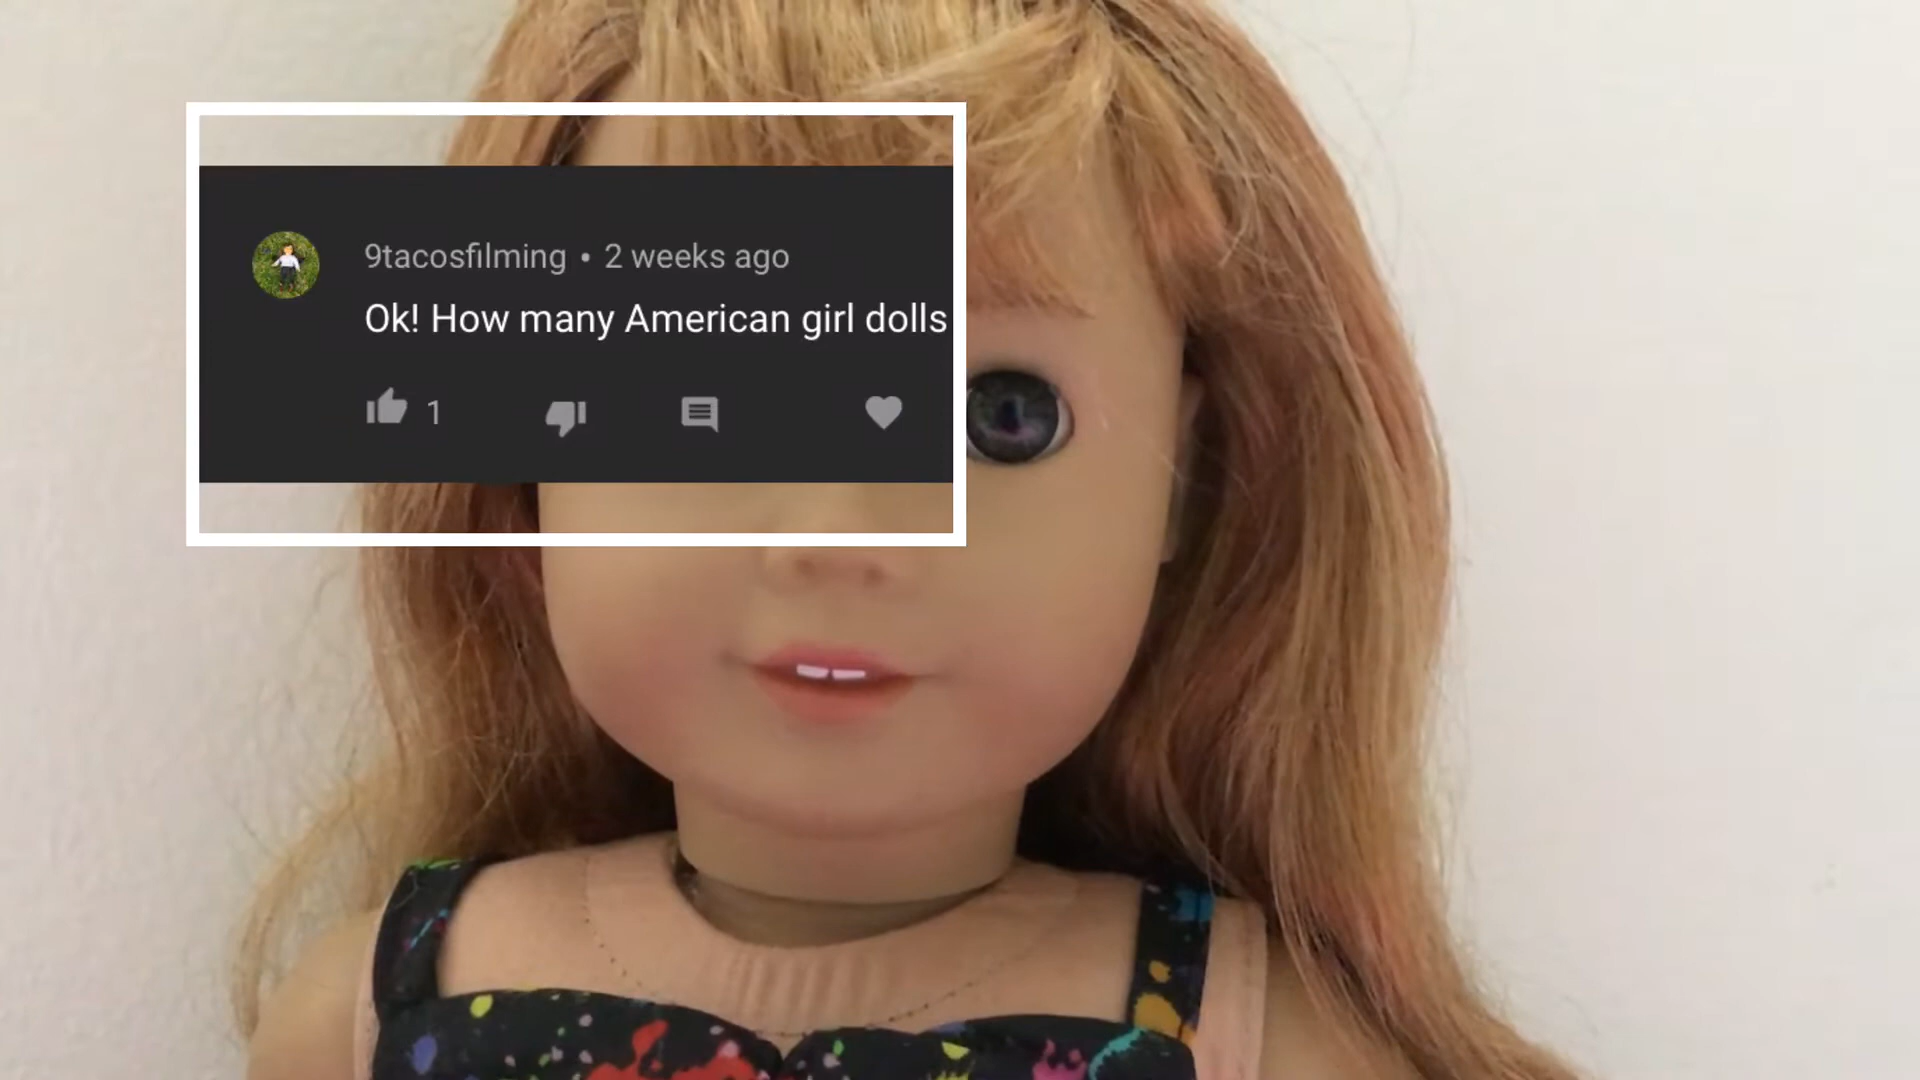 9tacosfilming • 2 weeks ago
Ok! How many American girl dolls
1